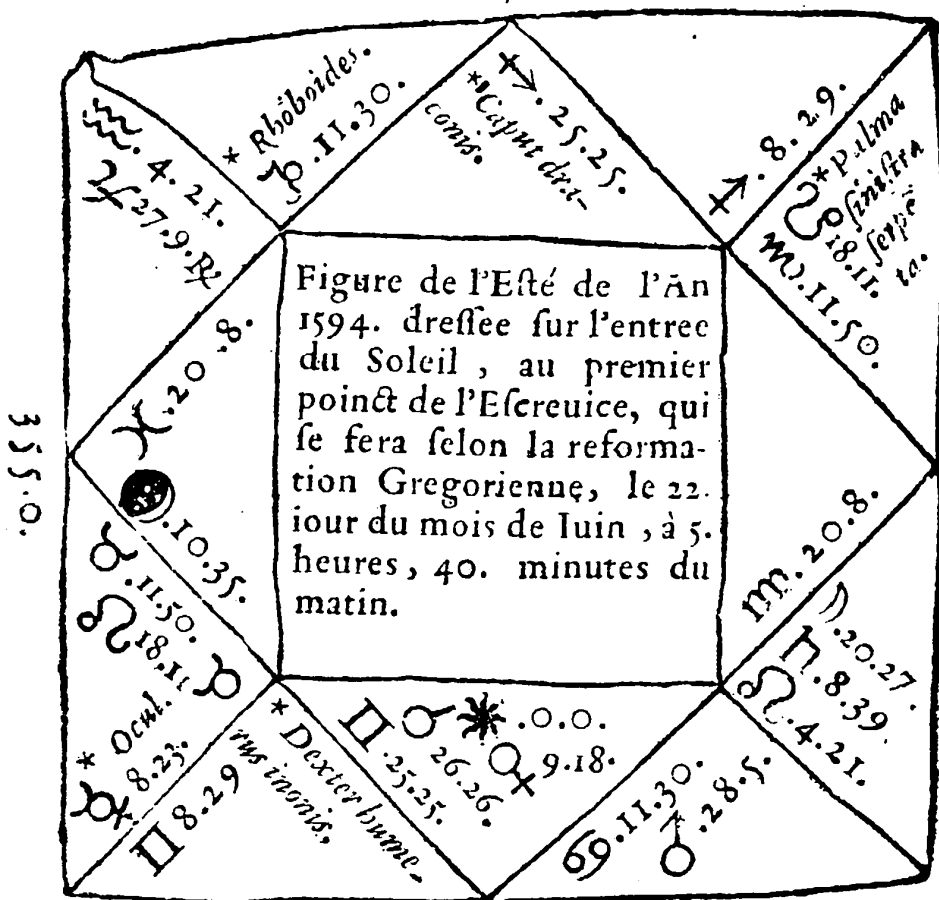 Figure de l'Esté de l'An
1594. dressee sur l'entree
du Soleil, au premier
poinct de l'Escreuice, qui
se fera selon la reforma-
tion Gregorienne, le 22.
iour du mois de Iuin, à 5.
heures, 40. minutes du
matin.
* Rhōboides.
♑.11.30.
♐.25.25.
*Caput dra-
conis.
♐.8.29.
* Palma
sinistra
serpē
ta.
☋ 18.11.
♏.11.50.
♒.4.21.
♃ 27.9.℞
♓.20.8.
.10.35.
♉.11.50.
☊ 18.11 ♉
* Ocul.
☿ 8.23.
♊ 8.29
* Dexter hume-
rus inonis.
♊.25.25.
☌ 26.26.
☀.0.0.
♀ 9.18.
♋.11.30.
♂.28.5.
♍.20.8.
☽.20.27.
.8.39.
♌.4.21.
355.0.